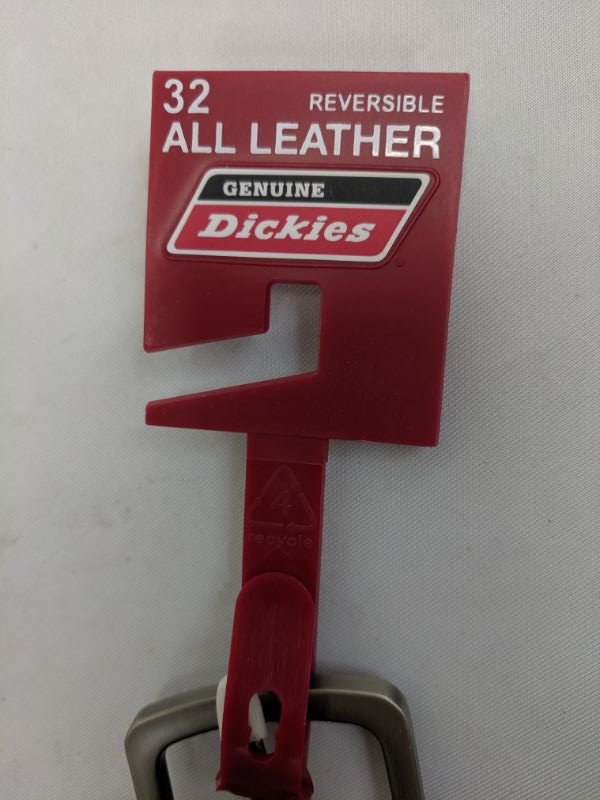 32
REVERSIBLE
ALL LEATHER
GENUINE
Dickies
4
recycle